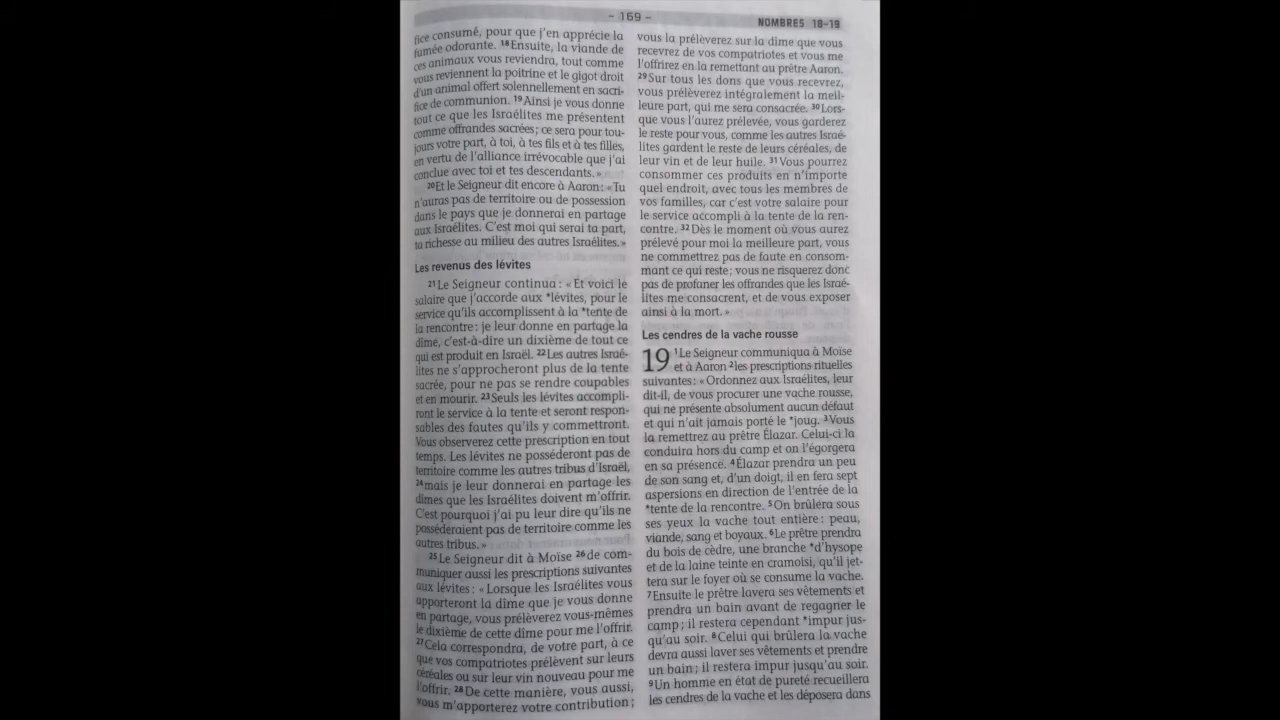 - 169 -
NOMBRES 18-19
fice consumé, pour que j'en apprécie la
fumée odorante. 18Ensuite, la viande de
ces animaux vous reviendra, tout comme
vous reviennent la poitrine et le gigot droit
d'un animal offert solennellement en sacri-
fice de communion. 19Ainsi je vous donne
tout ce que les Israélites me présentent
comme offrandes sacrées; ce sera pour tou-
jours votre part, à toi, à tes fils et à tes filles,
en vertu de l'alliance irrévocable que j'ai
conclue avec toi et tes descendants. »
20Et le Seigneur dit encore à Aaron: « Tu
n'auras pas de territoire ou de possession
dans le pays que je donnerai en partage
aux Israélites. C'est moi qui serai ta part,
ta richesse au milieu des autres Israélites. »
Les revenus des lévites
21Le Seigneur continua: « Et voici le
salaire que j'accorde aux *lévites, pour le
service qu'ils accomplissent à la *tente de
la rencontre: je leur donne en partage la
dîme, c'est-à-dire un dixième de tout ce
qui est produit en Israël. 22Les autres Israé-
lites ne s'approcheront plus de la tente
sacrée, pour ne pas se rendre coupables
et en mourir. 23Seuls les lévites accompli-
ront le service à la tente et seront respon-
sables des fautes qu'ils y commettront.
Vous observerez cette prescription en tout
temps. Les lévites ne posséderont pas de
territoire comme les autres tribus d'Israël,
24mais je leur donnerai en partage les
dîmes que les Israélites doivent m'offrir.
C'est pourquoi j'ai pu leur dire qu'ils ne
posséderaient pas de territoire comme les
autres tribus. »
25Le Seigneur dit à Moïse 26de com-
muniquer aussi les prescriptions suivantes
aux lévites: « Lorsque les Israélites vous
apporteront la dîme que je vous donne
en partage, vous prélèverez vous-mêmes
le dixième de cette dîme pour me l'offrir.
27Cela correspondra, de votre part, à ce
que vos compatriotes prélèvent sur leurs
céréales ou sur leur vin nouveau pour me
l'offrir. 28De cette manière, vous aussi,
vous m'apporterez votre contribution;
vous la prélèverez sur la dîme que vous
recevrez de vos compatriotes et vous me
l'offrirez en la remettant au prêtre Aaron.
29Sur tous les dons que vous recevrez,
vous prélèverez intégralement la meil-
leure part, qui me sera consacrée. 30Lors-
que vous l'aurez prélevée, vous garderez
le reste pour vous, comme les autres Israé-
lites gardent le reste de leurs céréales, de
leur vin et de leur huile. 31Vous pourrez
consommer ces produits en n'importe
quel endroit, avec tous les membres de
vos familles, car c'est votre salaire pour
le service accompli à la tente de la ren-
contre. 32Dès le moment où vous aurez
prélevé pour moi la meilleure part, vous
ne commettrez pas de faute en consom-
mant ce qui reste; vous ne risquerez donc
pas de profaner les offrandes que les Israé-
lites me consacrent, et de vous exposer
ainsi à la mort. »
Les cendres de la vache rousse
19 1Le Seigneur communiqua à Moïse
et à Aaron 2les prescriptions rituelles
suivantes: « Ordonnez aux Israélites, leur
dit-il, de vous procurer une vache rousse,
qui ne présente absolument aucun défaut
et qui n'ait jamais porté le *joug. 3Vous
la remettrez au prêtre Élazar. Celui-ci la
conduira hors du camp et on l'égorgera
en sa présence. 4Élazar prendra un peu
de son sang et, d'un doigt, il en fera sept
aspersions en direction de l'entrée de la
*tente de la rencontre. 5On brûlera sous
ses yeux la vache tout entière: peau,
viande, sang et boyaux. 6Le prêtre prendra
du bois de cèdre, une branche *d'hysope
et de la laine teinte en cramoisi, qu'il jet-
tera sur le foyer où se consume la vache.
7Ensuite le prêtre lavera ses vêtements et
prendra un bain avant de regagner le
camp; il restera cependant *impur jus-
qu'au soir. 8Celui qui brûlera la vache
devra aussi laver ses vêtements et prendre
un bain; il restera impur jusqu'au soir.
9Un homme en état de pureté recueillera
les cendres de la vache et les déposera dans